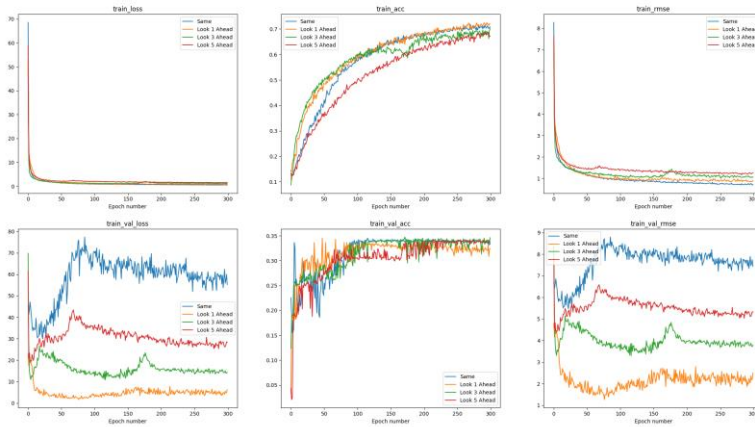 train_loss
70
60
50
40
30
20
10
0
Same
Look 1 Ahead
Look 3 Ahead
Look 5 Ahead
0 50 100 150 200 250 300
Epoch number
train_acc
0.7
0.6
0.5
0.4
0.3
0.2
0.1
Same
Look 1 Ahead
Look 3 Ahead
Look 5 Ahead
0 50 100 150 200 250 300
Epoch number
train_rmse
8
7
6
5
4
3
2
1
Same
Look 1 Ahead
Look 3 Ahead
Look 5 Ahead
0 50 100 150 200 250 300
Epoch number
train_val_loss
80
70
60
50
40
30
20
10
0
Same
Look 1 Ahead
Look 3 Ahead
Look 5 Ahead
0 50 100 150 200 250 300
Epoch number
train_val_acc
0.35
0.30
0.25
0.20
0.15
0.10
0.05
Same
Look 1 Ahead
Look 3 Ahead
Look 5 Ahead
0 50 100 150 200 250 300
Epoch number
train_val_rmse
9
8
7
6
5
4
3
2
1
Same
Look 1 Ahead
Look 3 Ahead
Look 5 Ahead
0 50 100 150 200 250 300
Epoch number